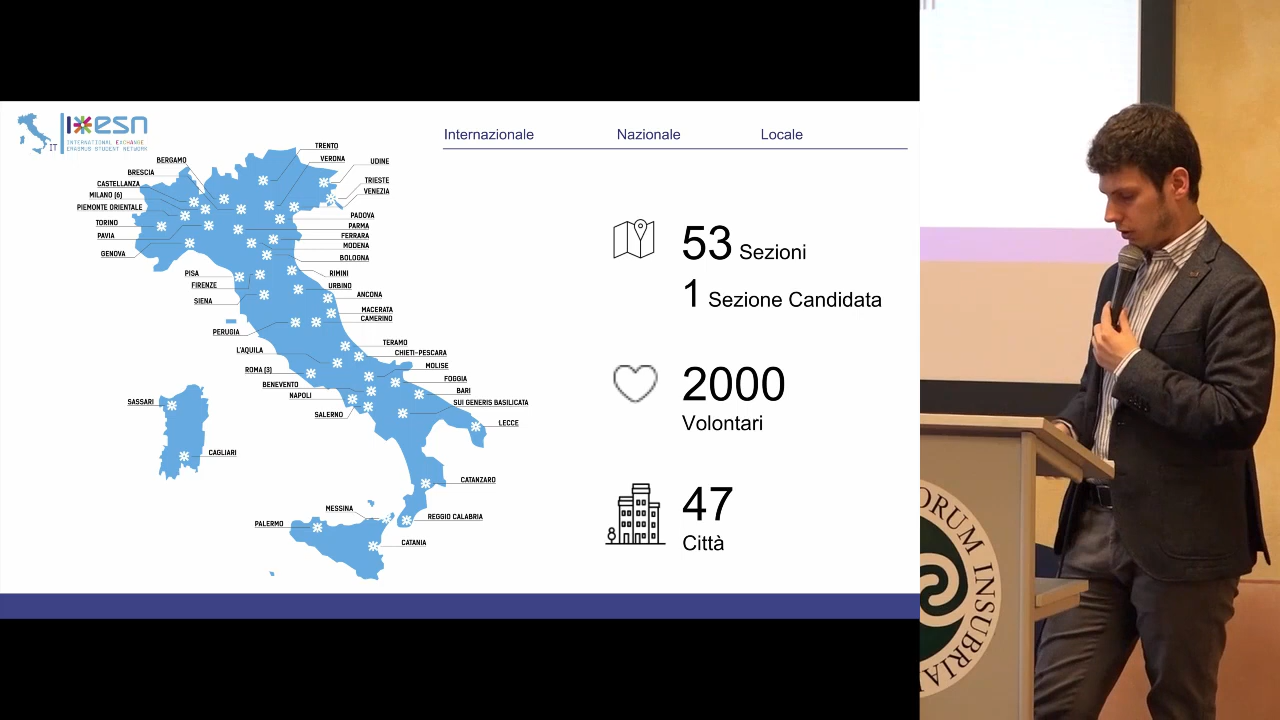 IT
esn
INTERNATIONAL EXCHANGE
ERASMUS STUDENT NETWORK
Internazionale Nazionale Locale
TRENTO
VERONA
UDINE
TRIESTE
VENEZIA
BERGAMO
BRESCIA
CASTELLANZA
MILANO (6)
PIEMONTE ORIENTALE
TORINO
PAVIA
GENOVA
PADOVA
PARMA
FERRARA
MODENA
BOLOGNA
PISA
FIRENZE
SIENA
RIMINI
URBINO
ANCONA
MACERATA
CAMERINO
PERUGIA
L'AQUILA
ROMA (3)
BENEVENTO
NAPOLI
SALERNO
TERAMO
CHIETI-PESCARA
MOLISE
FOGGIA
BARI
SUI GENERIS BASILICATA
LECCE
SASSARI
CAGLIARI
CATANZARO
MESSINA
REGGIO CALABRIA
PALERMO
CATANIA
53 Sezioni
1 Sezione Candidata
2000
Volontari
47
Città
ORUM INSUBRIA